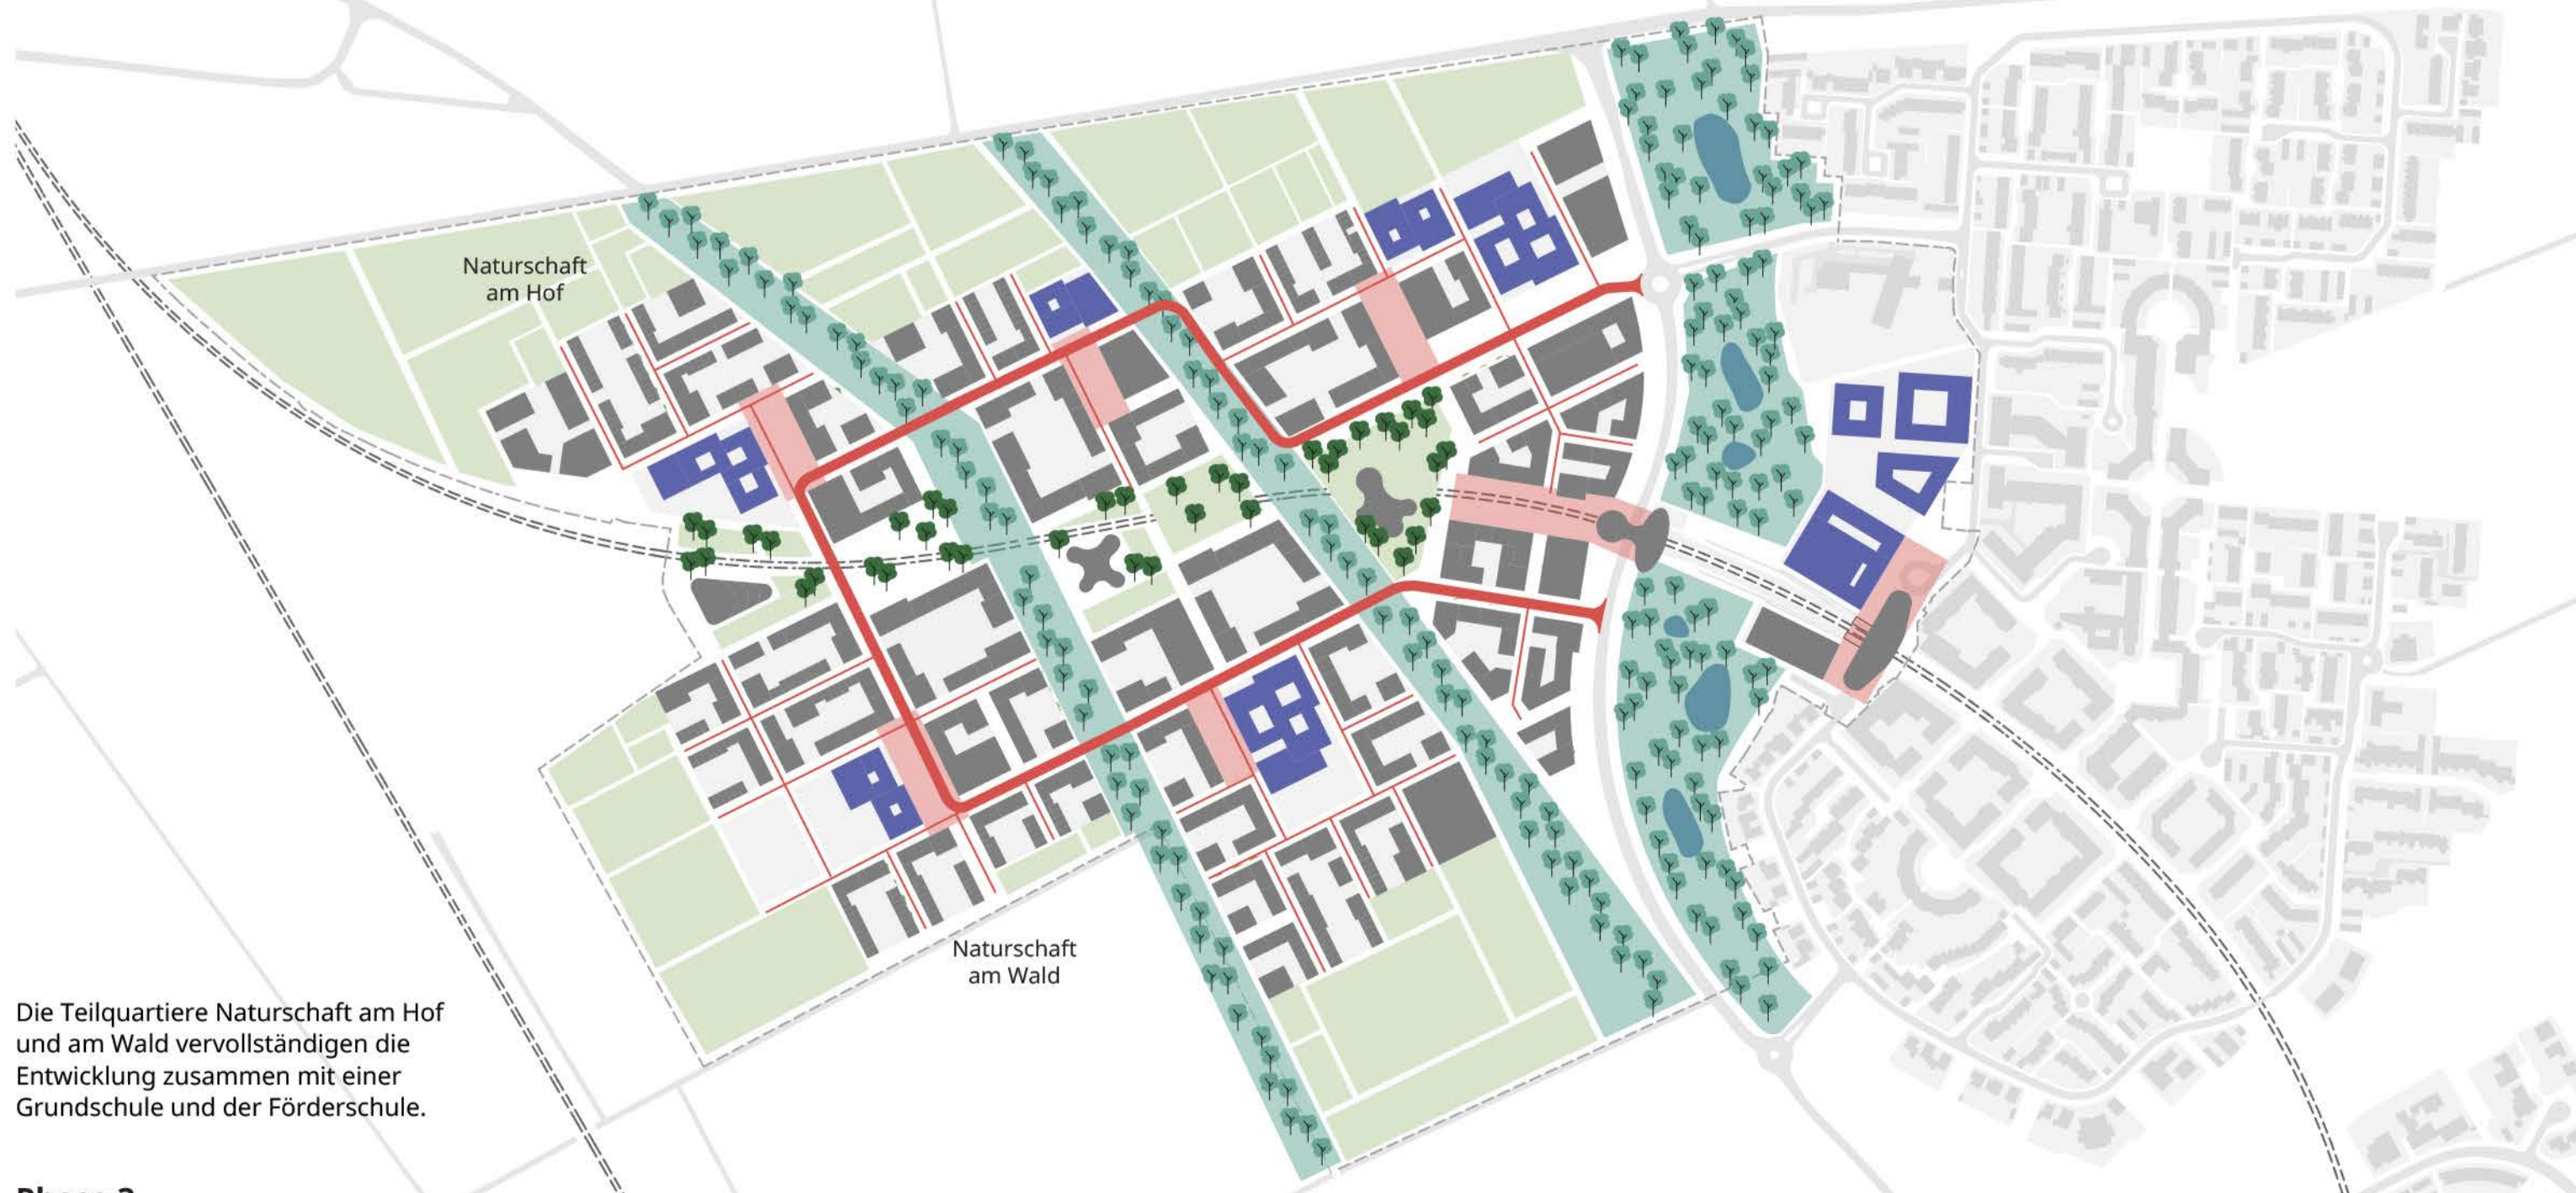 Naturschaft
am Hof
Naturschaft
am Wald
Die Teilquartiere Naturschaft am Hof
und am Wald vervollständigen die
Entwicklung zusammen mit einer
Grundschule und der Förderschule.